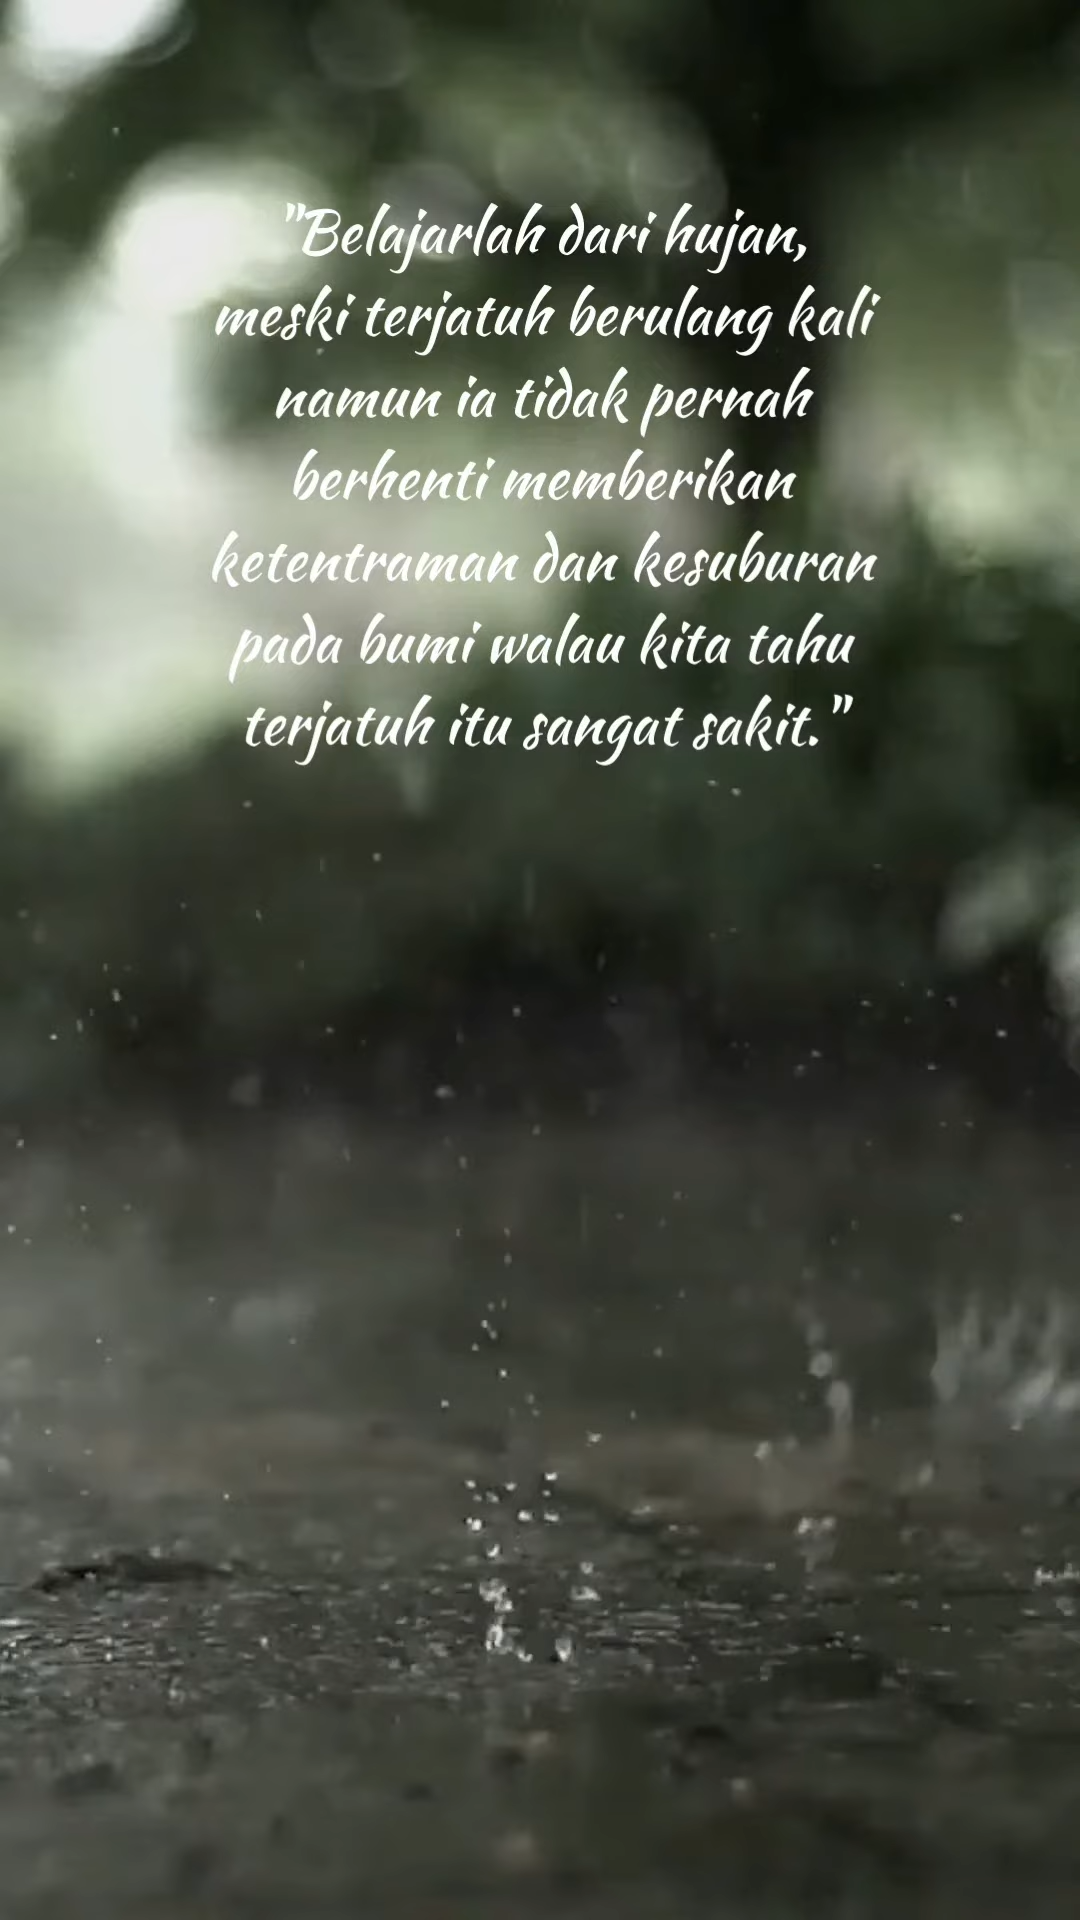 "Belajarlah dari hujan,
meski terjatuh berulang kali
namun ia tidak pernah
berhenti memberikan
ketentraman dan kesuburan
pada bumi walau kita tahu
terjatuh itu sangat sakit."